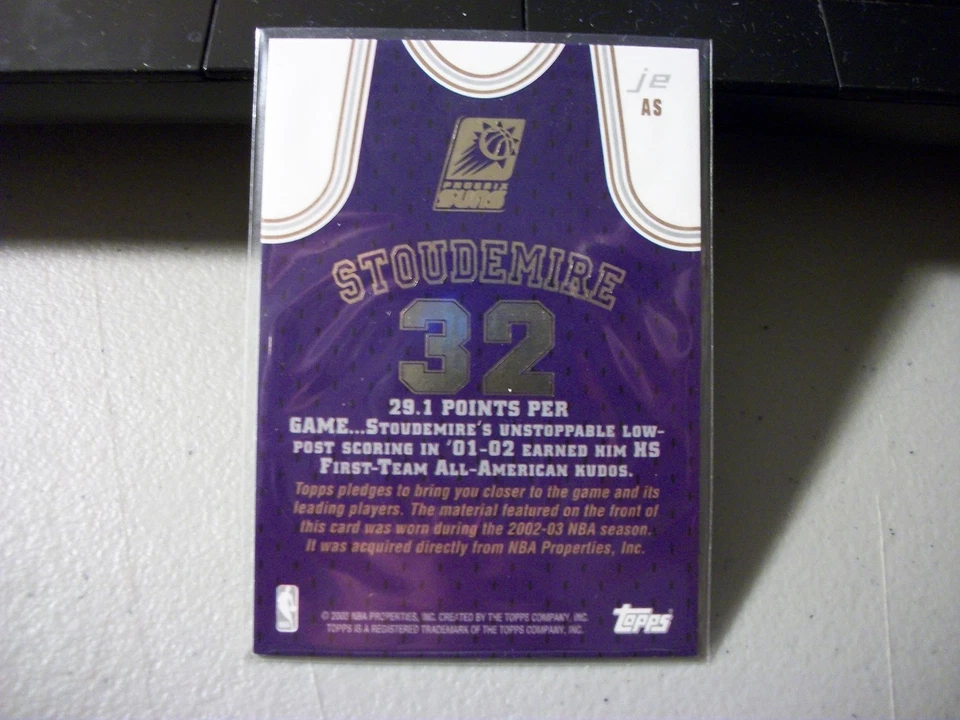 je
AS
PHOENIX
SUNS
STOUDEMIRE
32
29.1 POINTS PER
GAME...STOUDEMIRE'S UNSTOPPABLE LOW-
POST SCORING IN '01-02 EARNED HIM HS
FIRST-TEAM ALL-AMERICAN KUDOS.
Topps pledges to bring you closer to the game and its
leading players. The material featured on the front of
this card was worn during the 2002-03 NBA season.
It was acquired directly from NBA Properties, Inc.
© 2002 NBA PROPERTIES, INC. CREATED BY THE TOPPS COMPANY, INC.
TOPPS IS A REGISTERED TRADEMARK OF THE TOPPS COMPANY, INC.
Topps